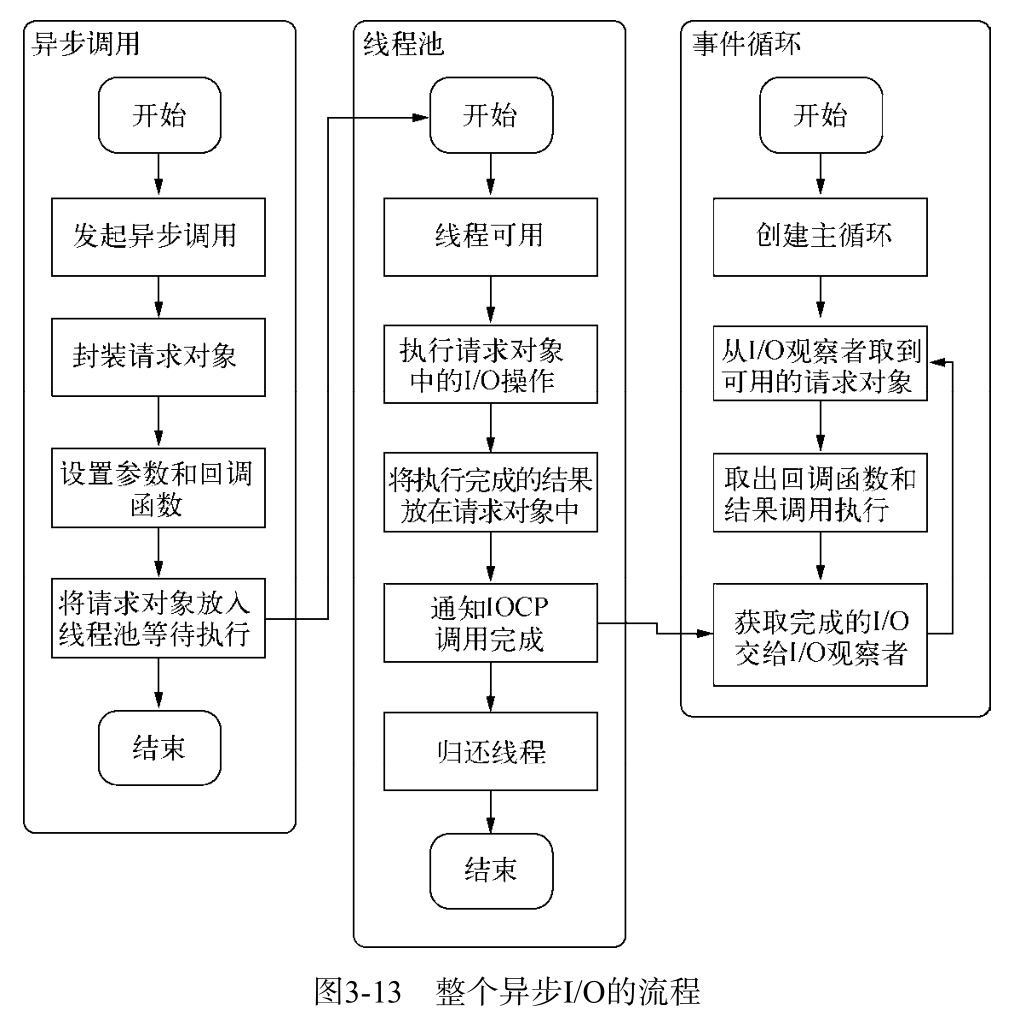 异步调用
开始
发起异步调用
封装请求对象
设置参数和回调
函数
将请求对象放入
线程池等待执行
结束
线程池
开始
线程可用
执行请求对象
中的I/O操作
将执行完成的结果
放在请求对象中
通知IOCP
调用完成
归还线程
结束
事件循环
开始
创建主循环
从I/O观察者取到
可用的请求对象
取出回调函数和
结果调用执行
获取完成的I/O
交给I/O观察者
图3-13 整个异步I/O的流程